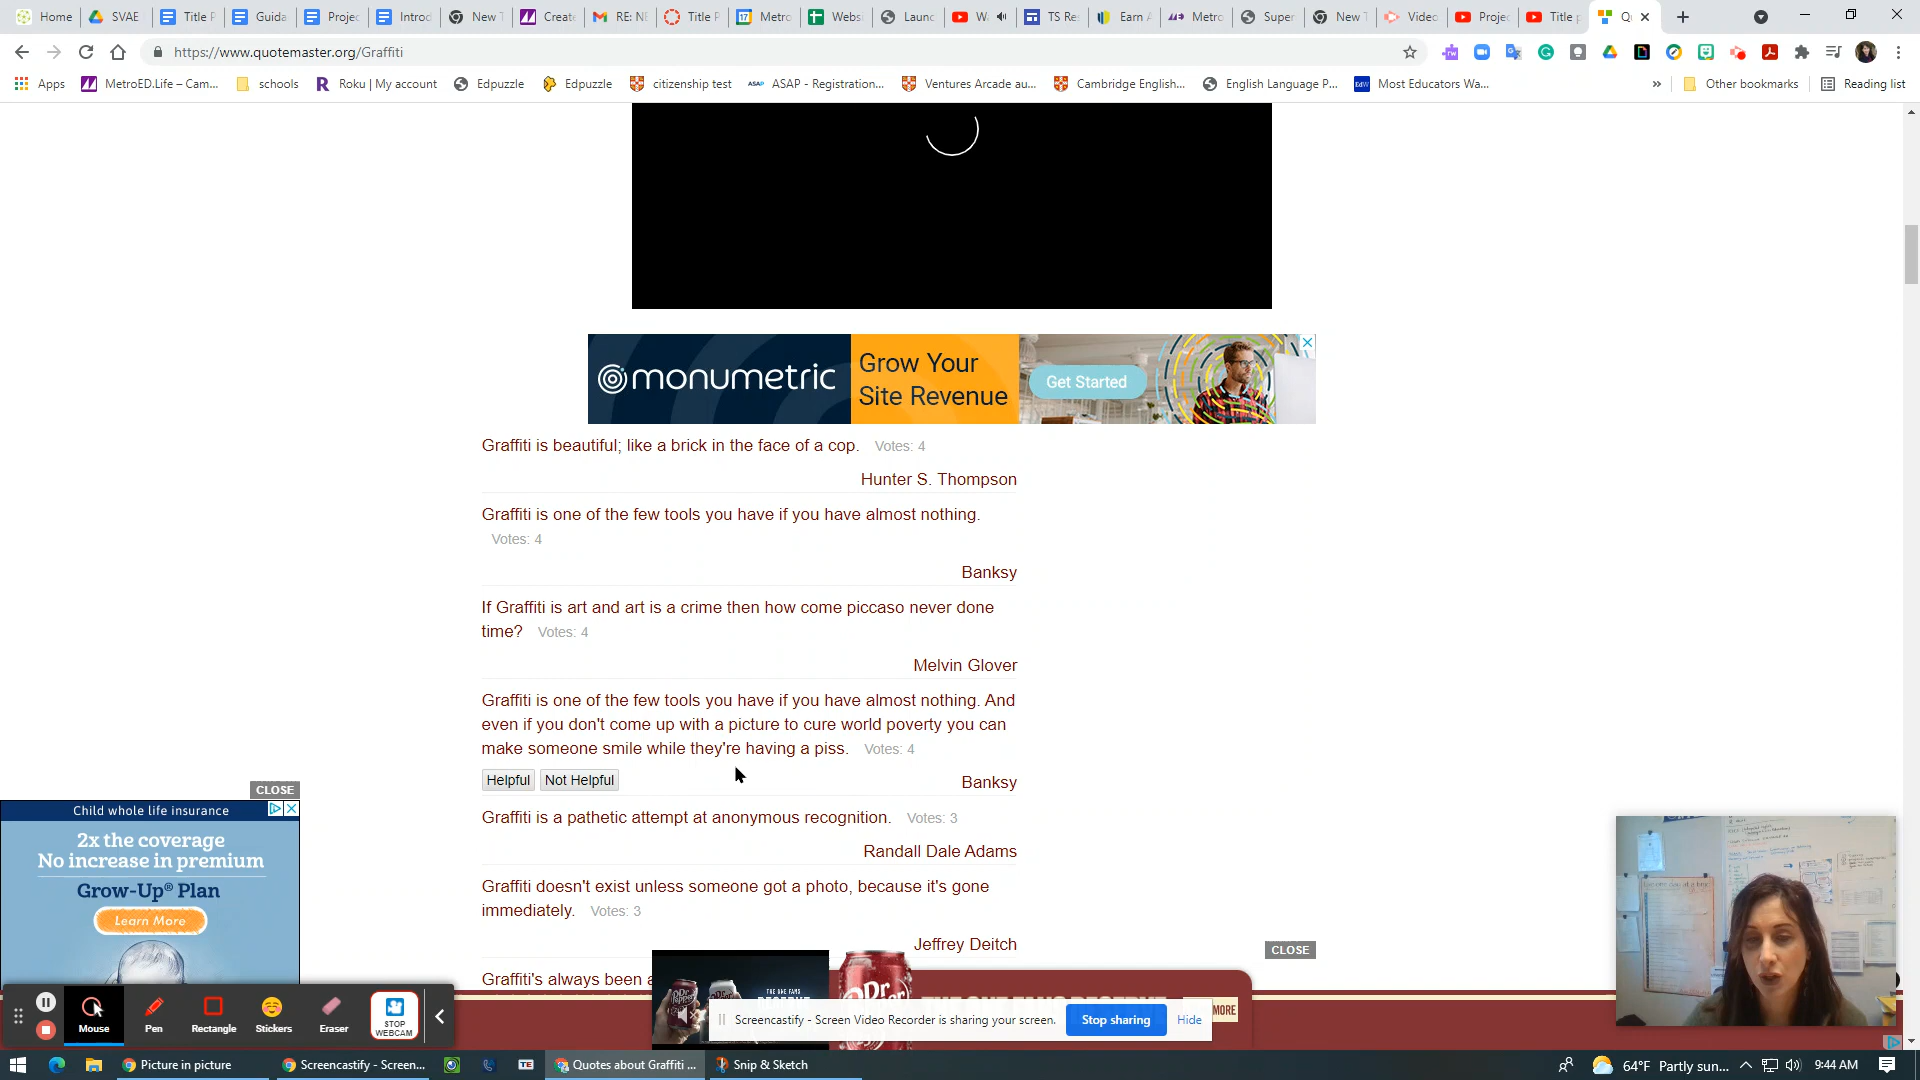 Home SVAE Title P Guida Projec Introd New T Create RE: NE Title P Metro Websi Launc W TS Re Earn A Metro Super New T Video Projec Title p Q
https://www.quotemaster.org/Graffiti
Apps MetroED.Life – Cam... schools Roku | My account Edpuzzle Edpuzzle citizenship test ASAP - Registration... Ventures Arcade au... Cambridge English... English Language P... Most Educators Wa... » Other bookmarks Reading list
monumetric
Grow Your
Site Revenue
Get Started
Graffiti is beautiful; like a brick in the face of a cop. Votes: 4
Hunter S. Thompson
Graffiti is one of the few tools you have if you have almost nothing.
Votes: 4
Banksy
If Graffiti is art and art is a crime then how come piccaso never done
time? Votes: 4
Melvin Glover
Graffiti is one of the few tools you have if you have almost nothing. And
even if you don't come up with a picture to cure world poverty you can
make someone smile while they're having a piss. Votes: 4
Helpful Not Helpful Banksy
Graffiti is a pathetic attempt at anonymous recognition. Votes: 3
Randall Dale Adams
Graffiti doesn't exist unless someone got a photo, because it's gone
immediately. Votes: 3
Jeffrey Deitch
Graffiti's always been a
CLOSE
Child whole life insurance
2x the coverage
No increase in premium
Grow-Up® Plan
Learn More
CLOSE
Dr Pepper
MORE
Mouse Pen Rectangle Stickers Eraser STOP
WEBCAM
Screencastify - Screen Video Recorder is sharing your screen. Stop sharing Hide
Picture in picture Screencastify - Screen... TE Quotes about Graffiti ... Snip & Sketch 64°F Partly sun... 9:44 AM